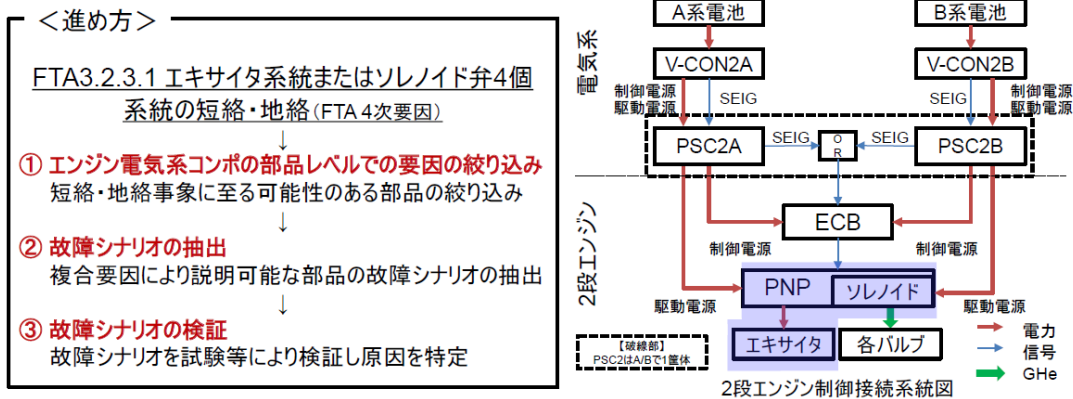 <進め方>
FTA3.2.3.1 エキサイタ系統またはソレノイド弁4個
系統の短絡・地絡(FTA 4次要因)
↓
① エンジン電気系コンポの部品レベルでの要因の絞り込み
短絡・地絡事象に至る可能性のある部品の絞り込み
↓
② 故障シナリオの抽出
複合要因により説明可能な部品の故障シナリオの抽出
↓
③ 故障シナリオの検証
故障シナリオを試験等により検証し原因を特定
電気系
A系電池
B系電池
V-CON2A
V-CON2B
制御電源
駆動電源
SEIG
SEIG
制御電源
駆動電源
PSC2A
SEIG
OR
SEIG
PSC2B
2段エンジン
ECB
制御電源
制御電源
PNP
ソレノイド
駆動電源
駆動電源
エキサイタ
各バルブ
【破線部】
PSC2はA/Bで1筐体
電力
信号
GHe
2段エンジン制御接続系統図